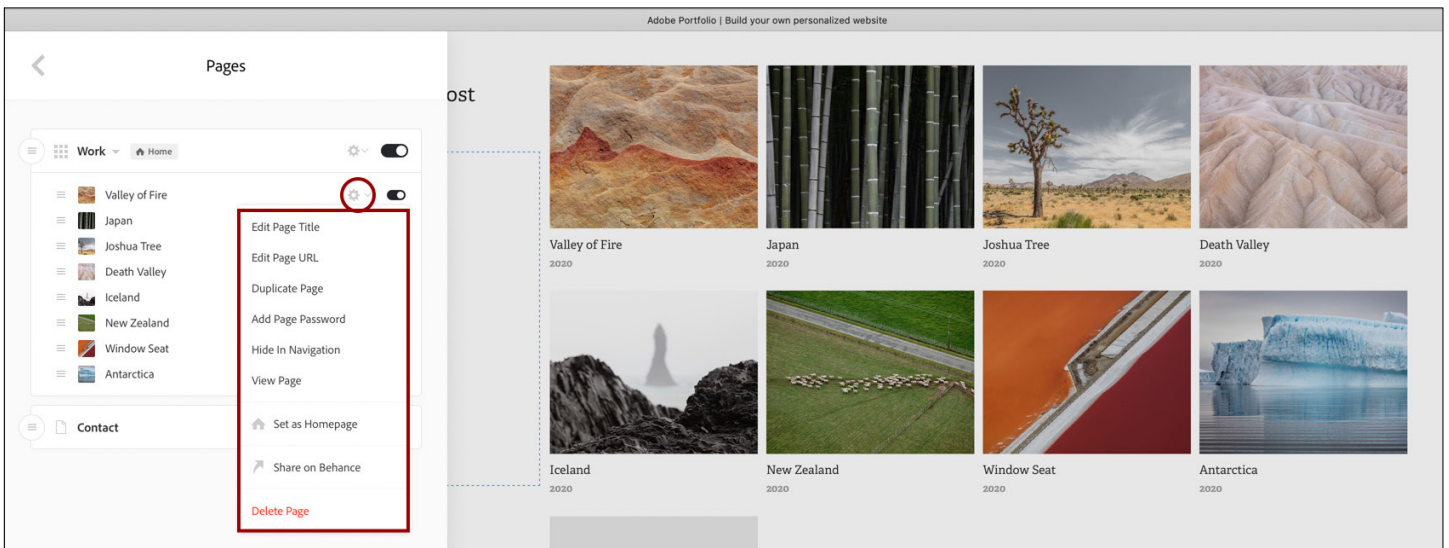 Adobe Portfolio | Build your own personalized website
Pages
ost
Work
Home
Valley of Fire
Japan
Joshua Tree
Death Valley
Iceland
New Zealand
Window Seat
Antarctica
Contact
Edit Page Title
Edit Page URL
Duplicate Page
Add Page Password
Hide In Navigation
View Page
Set as Homepage
Share on Behance
Delete Page
Valley of Fire
2020
Japan
2020
Joshua Tree
2020
Death Valley
2020
Iceland
2020
New Zealand
2020
Window Seat
2020
Antarctica
2020